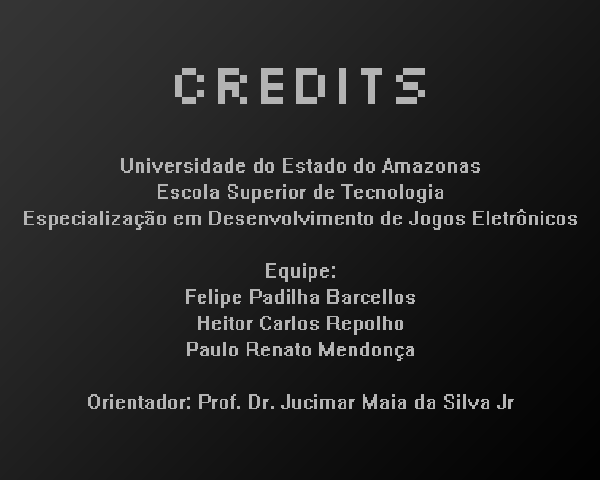 CREDITS
Universidade do Estado do Amazonas
Escola Superior de Tecnologia
Especialização em Desenvolvimento de Jogos Eletrônicos
Equipe:
Felipe Padilha Barcellos
Heitor Carlos Repolho
Paulo Renato Mendonça
Orientador: Prof. Dr. Jucimar Maia da Silva Jr